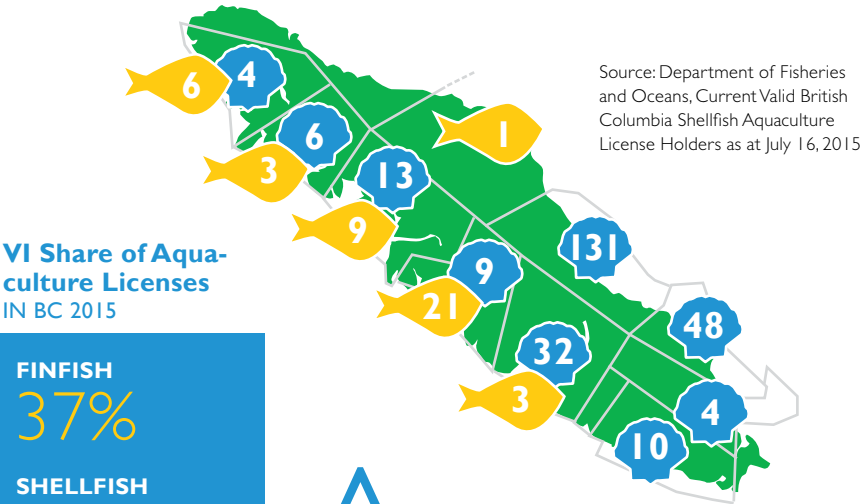 Source: Department of Fisheries
and Oceans, Current Valid British
Columbia Shellfish Aquaculture
License Holders as at July 16, 2015
6
4
1
6
3
13
9
131
9
21
48
32
3
4
10
VI Share of Aqua-
culture Licenses
IN BC 2015
FINFISH
37%
SHELLFISH